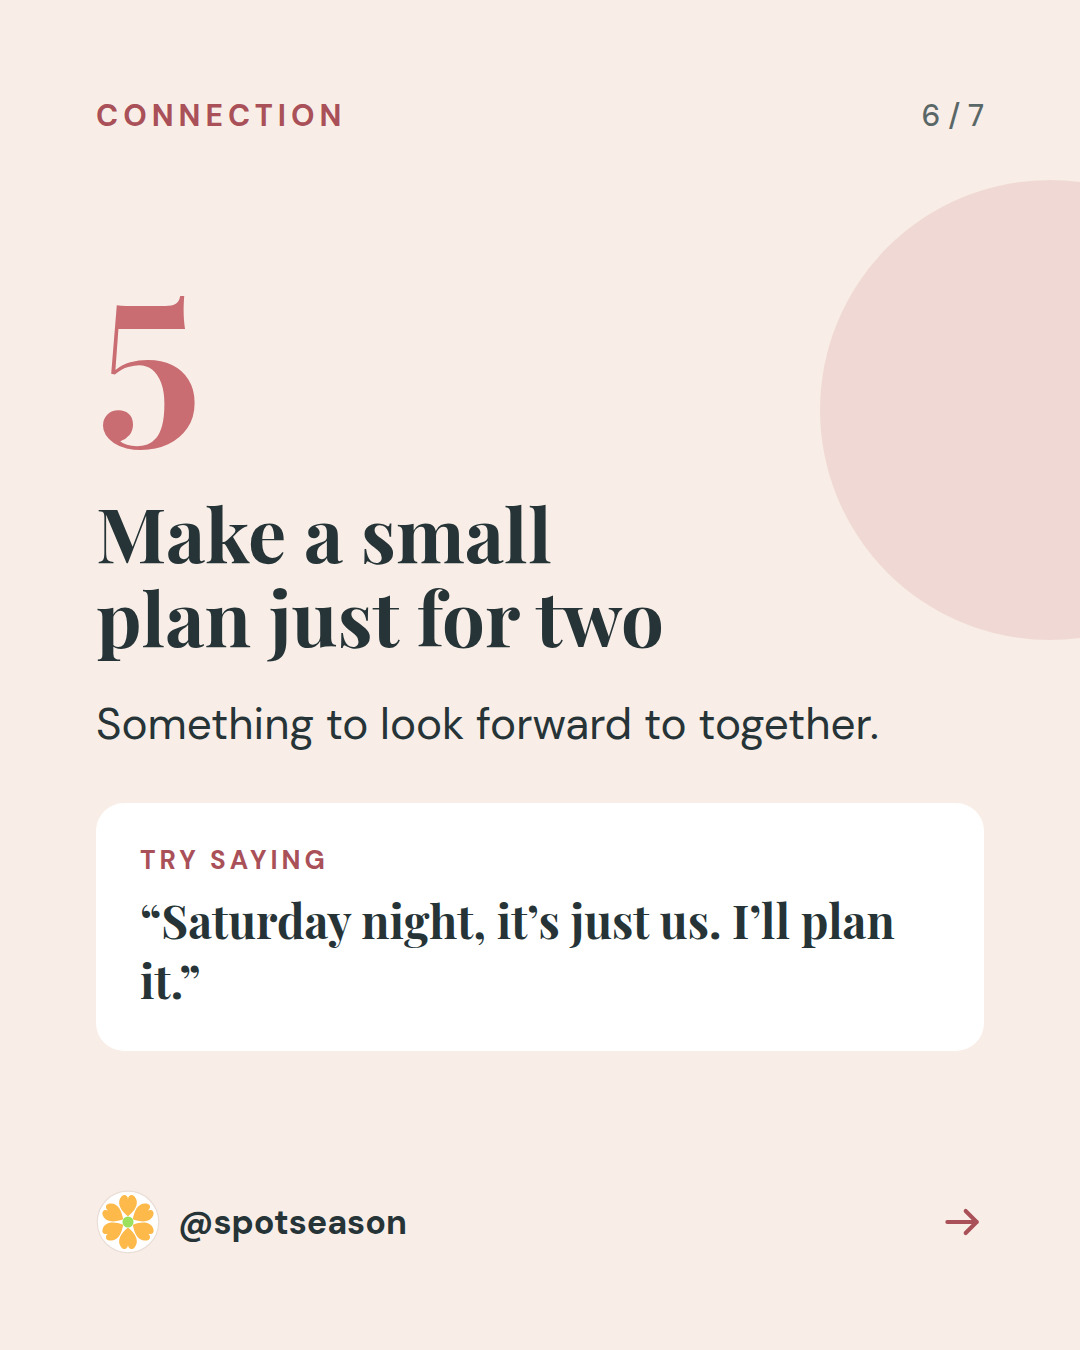 CONNECTION
6 / 7
5
Make a small
plan just for two
Something to look forward to together.
TRY SAYING
“Saturday night, it’s just us. I’ll plan
it.”
@spotseason